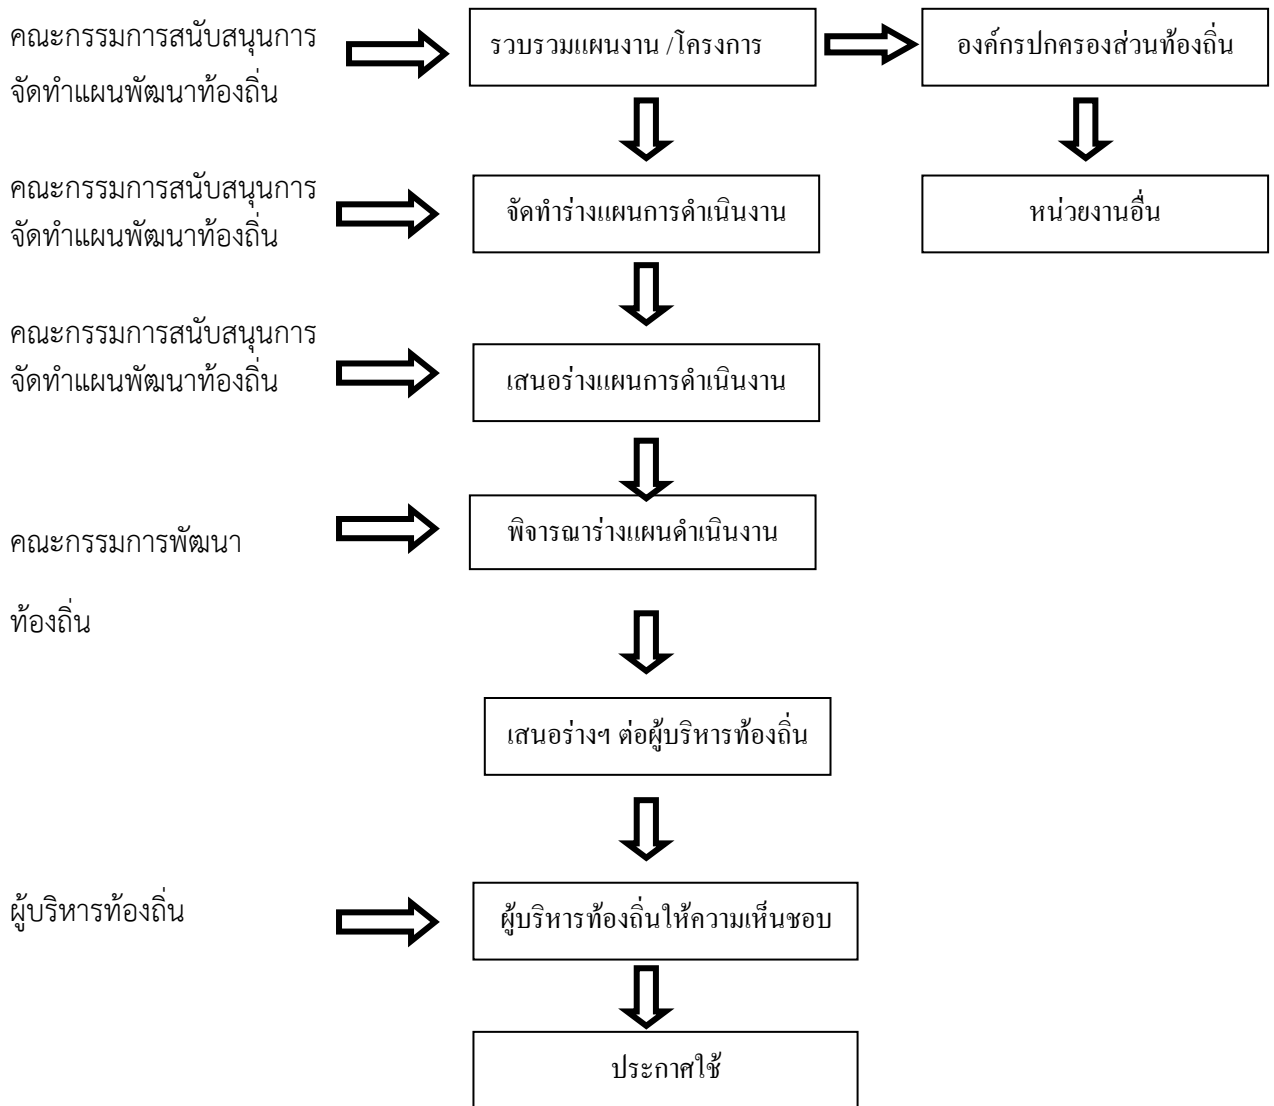 คณะกรรมการสนับสนุนการ
จัดทำแผนพัฒนาท้องถิ่น
รวบรวมแผนงาน /โครงการ
องค์กรปกครองส่วนท้องถิ่น
คณะกรรมการสนับสนุนการ
จัดทำแผนพัฒนาท้องถิ่น
จัดทำร่างแผนการดำเนินงาน
หน่วยงานอื่น
คณะกรรมการสนับสนุนการ
จัดทำแผนพัฒนาท้องถิ่น
เสนอร่างแผนการดำเนินงาน
คณะกรรมการพัฒนา
ท้องถิ่น
พิจารณาร่างแผนดำเนินงาน
เสนอร่างฯ ต่อผู้บริหารท้องถิ่น
ผู้บริหารท้องถิ่น
ผู้บริหารท้องถิ่นให้ความเห็นชอบ
ประกาศใช้